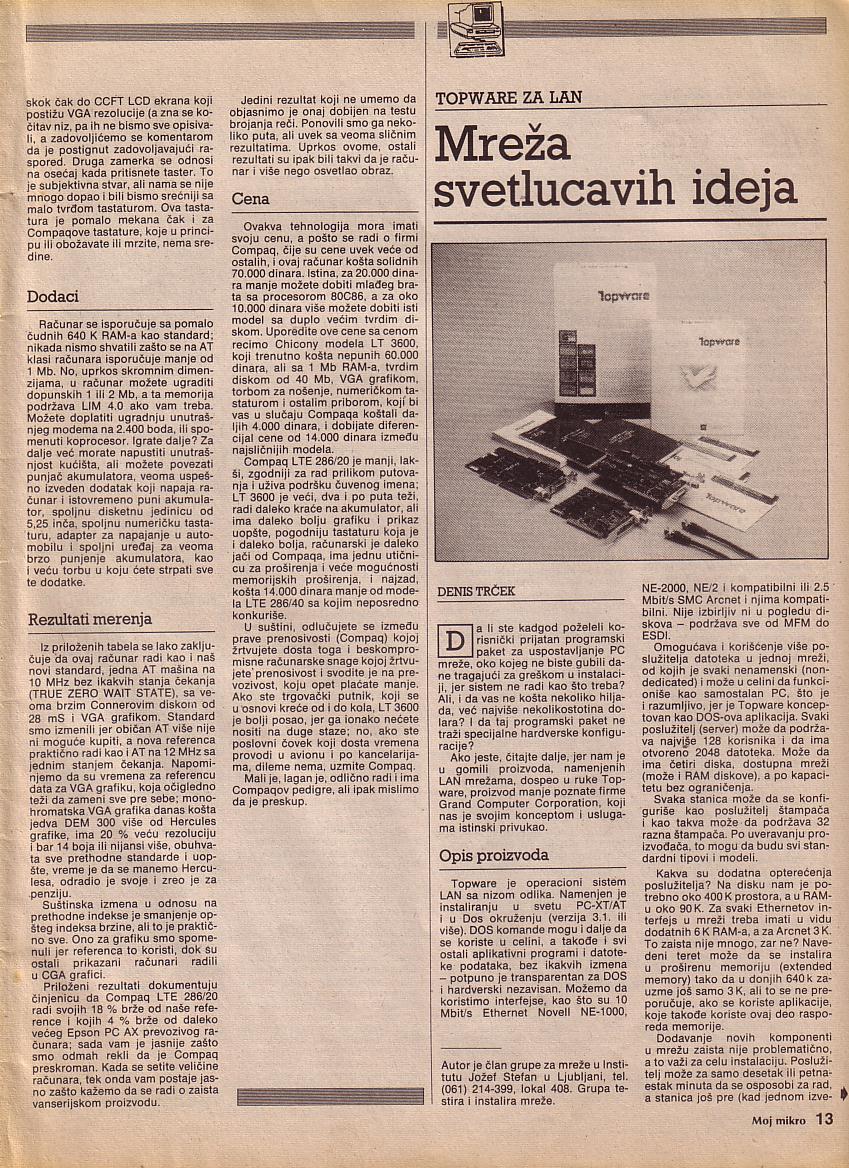 skok čak do CCFT LCD ekrana koji
postižu VGA rezolucije (a zna se ko-
čitav niz, pa ih ne bismo sve opisiva-
li, a zadovoljićemo se komentarom
da je postignut zadovoljavajući ra-
spored. Druga zamerka se odnosi
na osećaj kada pritisnete taster. To
je subjektivna stvar, ali nama se nije
mnogo dopao i bili bismo srećniji sa
malo tvrđom tastaturom. Ova tasta-
tura je pomalo mekana čak i za
Compaqove tastature, koje u princi-
pu ili obožavate ili mrzite, nema sre-
dine.
Dodaci
Računar se isporučuje sa pomalo
čudnih 640 K RAM-a kao standard;
nikada nismo shvatili zašto se na AT
klasi računara isporučuje manje od
1 Mb. No, uprkos skromnim dimen-
zijama, u računar možete ugraditi
dopunskih 1 ili 2 Mb, a ta memorija
podržava LIM 4.0 ako vam treba.
Možete doplatiti ugradnju unutraš-
njeg modema na 2.400 boda, ili spo-
menuti koprocesor. Igrate dalje? Za
dalje već morate napustiti unutraš-
njost kućišta, ali možete povezati
punjač akumulatora, veoma uspeš-
no izveden dodatak koji napaja ra-
čunar i istovremeno puni akumula-
tor, spoljnu disketnu jedinicu od
5,25 inča, spoljnu numeričku tasta-
turu, adapter za napajanje u auto-
mobilu i spoljni uređaj za veoma
brzo punjenje akumulatora, kao
i veću torbu u koju ćete strpati sve
te dodatke.
Rezultati merenja
Iz priloženih tabela se lako zaklju-
čuje da ovaj računar radi kao i naš
novi standard, jedna AT mašina na
10 MHz bez ikakvih stanja čekanja
(TRUE ZERO WAIT STATE), sa ve-
oma brzim Connerovim diskom od
28 mS i VGA grafikom. Standard
smo izmenili jer običan AT više nije
ni moguće kupiti, a nova referenca
praktično radi kao i AT na 12 MHz sa
jednim stanjem čekanja. Napomi-
njemo da su vremena za referencu
data za VGA grafiku, koja očigledno
teži da zameni sve pre sebe; mono-
hromatska VGA grafika danas košta
jedva DEM 300 više od Hercules
grafike, ima 20 % veću rezoluciju
i bar 14 boja ili nijansi više, obuhva-
ta sve prethodne standarde i uop-
šte, vreme je da se manemo Hercu-
lesa, odradio je svoje i zreo je za
penziju.
Suštinska izmena u odnosu na
prethodne indekse je smanjenje op-
šteg indeksa brzine, ali to je praktič-
no sve. Ono za grafiku smo spome-
nuli jer referenca to koristi, dok su
ostali prikazani računari radili
u CGA grafici.
Priloženi rezultati dokumentuju
činjenicu da Compaq LTE 286/20
radi svojih 18 % brže od naše refe-
rence i kojih 4 % brže od daleko
većeg Epson PC AX prevozivog ra-
čunara; sada vam je jasnije zašto
smo odmah rekli da je Compaq
preskroman. Kada se setite veličine
računara, tek onda vam postaje jas-
no zašto kažemo da se radi o zaista
vanserijskom proizvodu.
Jedini rezultat koji ne umemo da
objasnimo je onaj dobijen na testu
brojanja reči. Ponovili smo ga neko-
liko puta, ali uvek sa veoma sličnim
rezultatima. Uprkos ovome, ostali
rezultati su ipak bili takvi da je raču-
nar i više nego osvetlao obraz.
Cena
Ovakva tehnologija mora imati
svoju cenu, a pošto se radi o firmi
Compaq, čije su cene uvek veće od
ostalih, i ovaj računar košta solidnih
70.000 dinara. Istina, za 20.000 dina-
ra manje možete dobiti mlađeg bra-
ta sa procesorom 80C86, a za oko
10.000 dinara više možete dobiti isti
model sa duplo većim tvrdim di-
skom. Uporedite ove cene sa cenom
recimo Chicony modela LT 3600,
koji trenutno košta nepunih 60.000
dinara, ali sa 1 Mb RAM-a, tvrdim
diskom od 40 Mb, VGA grafikom,
torbom za nošenje, numeričkom ta-
staturom i ostalim priborom, koji bi
vas u slučaju Compaqa koštali da-
ljih 4.000 dinara, i dobijate diferen-
cijal cene od 14.000 dinara između
najsličnijih modela.
Compaq LTE 286/20 je manji, lak-
ši, zgodniji za rad prilikom putova-
nja i uživa podršku čuvenog imena;
LT 3600 je veći, dva i po puta teži,
radi daleko kraće na akumulator, ali
ima daleko bolju grafiku i prikaz
uopšte, pogodniju tastaturu koja je
i daleko bolja, računarski je daleko
jači od Compaqa, ima jednu utični-
cu za proširenja i veće mogućnosti
memorijskih proširenja, i najzad,
košta 14.000 dinara manje od mode-
la LTE 286/40 sa kojim neposredno
konkuriše.
U suštini, odlučujete se između
prave prenosivosti (Compaq) kojoj
žrtvujete dosta toga i beskompro-
misne računarske snage kojoj žrtvu-
jete prenosivost i svodite je na pre-
vozivost, koju opet plaćate manje.
Ako ste trgovački putnik, koji se
u osnovi kreće od i do kola, LT 3600
je bolji posao, jer ga ionako nećete
nositi na duge staze; no, ako ste
poslovni čovek koji dosta vremena
provodi u avionu i po kancelarija-
ma, dileme nema, uzmite Compaq.
Mali je, lagan je, odlično radi i ima
Compaqov pedigre, ali ipak mislimo
da je preskup.
TOPWARE ZA LAN
Mreža
svetlucavih ideja
Topware
Topware
Topware
DENIS TRČEK
Da li ste kadgod poželeli ko-
risnički prijatan programski
paket za uspostavljanje PC
mreže, oko kojeg ne biste gubili da-
ne tragajući za greškom u instalaci-
ji, jer sistem ne radi kao što treba?
Ali, i da vas ne košta nekoliko hilja-
da, već najviše nekolikostotina do-
lara? I da taj programski paket ne
traži specijalne hardverske konfigu-
racije?
Ako jeste, čitajte dalje, jer nam je
u gomili proizvoda, namenjenih
LAN mrežama, dospeo u ruke Top-
ware, proizvod manje poznate firme
Grand Computer Corporation, koji
nas je svojim konceptom i usluga-
ma istinski privukao.
Opis proizvoda
Topware je operacioni sistem
LAN sa nizom odlika. Namenjen je
instaliranju u svetu PC-XT/AT
i u Dos okruženju (verzija 3.1. ili
više). DOS komande mogu i dalje da
se koriste u celini, a takođe i svi
ostali aplikativni programi i datote-
ke podataka, bez ikakvih izmena
– potpuno je transparentan za DOS
i hardverski nezavisan. Možemo da
koristimo interfejse, kao što su 10
Mbit/s Ethernet Novell NE-1000,
Autor je član grupe za mreže u Insti-
tutu Jožef Stefan u Ljubljani, tel.
(061) 214-399, lokal 408. Grupa te-
stira i instalira mreže.
NE-2000, NE/2 i kompatibilni ili 2.5
Mbit/s SMC Arcnet i njima kompati-
bilni. Nije izbirljiv ni u pogledu di-
skova – podržava sve od MFM do
ESDI.
Omogućava i korišćenje više po-
služitelja datoteka u jednoj mreži,
od kojih je svaki nenamenski (non-
dedicated) i može u celini da funkci-
oniše kao samostalan PC, što je
i razumljivo, jer je Topware koncep-
tovan kao DOS-ova aplikacija. Svaki
poslužitelj (server) može da podrža-
va najviše 128 korisnika i da ima
otvoreno 2048 datoteka. Može da
ima četiri diska, dostupna mreži
(može i RAM diskove), a po kapaci-
tetu bez ograničenja.
Svaka stanica može da se konfi-
guriše kao poslužitelj štampača
i kao takva može da podržava 32
razna štampača. Po uveravanju pro-
izvođača, to mogu da budu svi stan-
dardni tipovi i modeli.
Kakva su dodatna opterećenja
poslužitelja? Na disku nam je po-
trebno oko 400 K prostora, a u RAM-
u oko 90 K. Za svaki Ethernetov in-
terfejs u mreži treba imati u vidu
dodatnih 6 K RAM-a, a za Arcnet 3 K.
To zaista nije mnogo, zar ne? Nave-
deni teret može da se instalira
u proširenu memoriju (extended
memory) tako da u donjih 640 k za-
uzme još samo 3 K, ali to se ne pre-
poručuje, ako se koriste aplikacije,
koje takođe koriste ovaj deo raspo-
reda memorije.
Dodavanje novih komponenti
u mrežu zaista nije problematično,
a to važi za celu instalaciju. Posluži-
telj može za samo desetak ili petna-
estak minuta da se osposobi za rad,
a stanica još pre (kad jednom izve-
Moj mikro 13